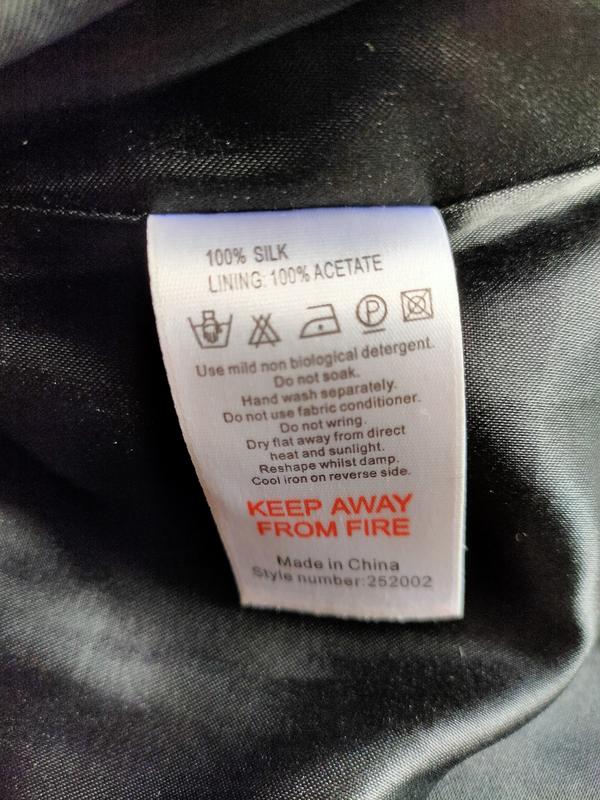 100% SILK
LINING: 100% ACETATE
P
Use mild non biological detergent.
Do not soak.
Hand wash separately.
Do not use fabric conditioner.
Do not wring.
Dry flat away from direct
heat and sunlight.
Reshape whilst damp.
Cool iron on reverse side.
KEEP AWAY
FROM FIRE
Made in China
Style number:252002